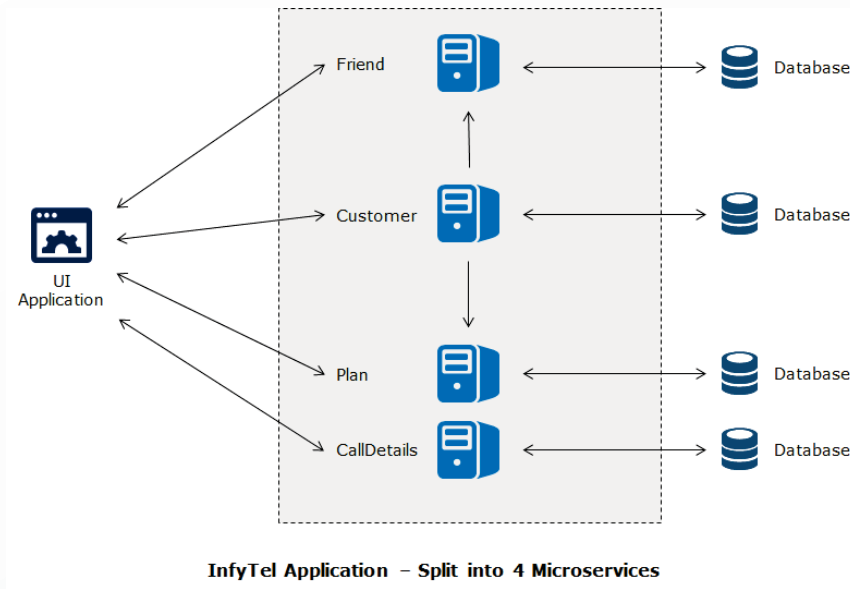 Friend
Database
Customer
Database
UI
Application
Plan
Database
CallDetails
Database
InfyTel Application – Split into 4 Microservices